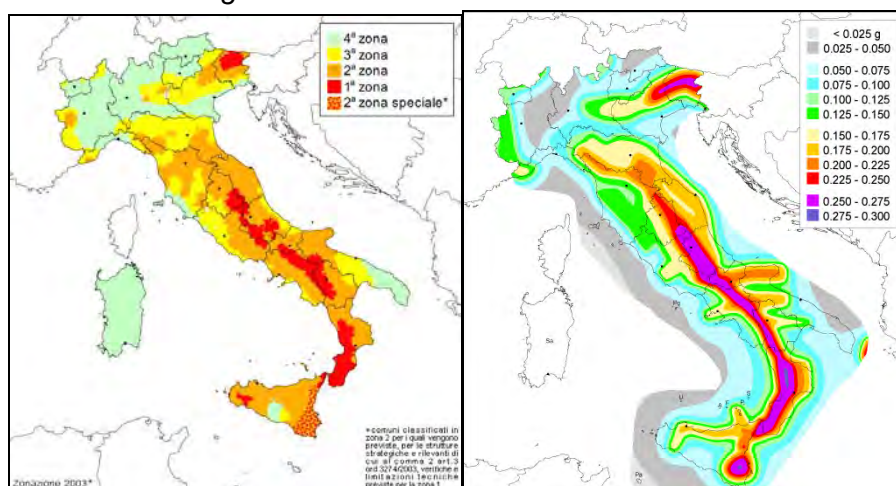 4ª zona
3ª zona
2ª zona
1ª zona
2ª zona speciale*
*comuni classificati in
zona 2 per i quali vengono
previste, per le strutture
strategiche e rilevanti di
cui al comma 2 art.3
ord 3274/2003, verifiche e
limitazioni tecniche
previste per la zona 1
Zonazione 2003*
< 0.025 g
0.025 - 0.050
0.050 - 0.075
0.075 - 0.100
0.100 - 0.125
0.125 - 0.150
0.150 - 0.175
0.175 - 0.200
0.200 - 0.225
0.225 - 0.250
0.250 - 0.275
0.275 - 0.300
Sa